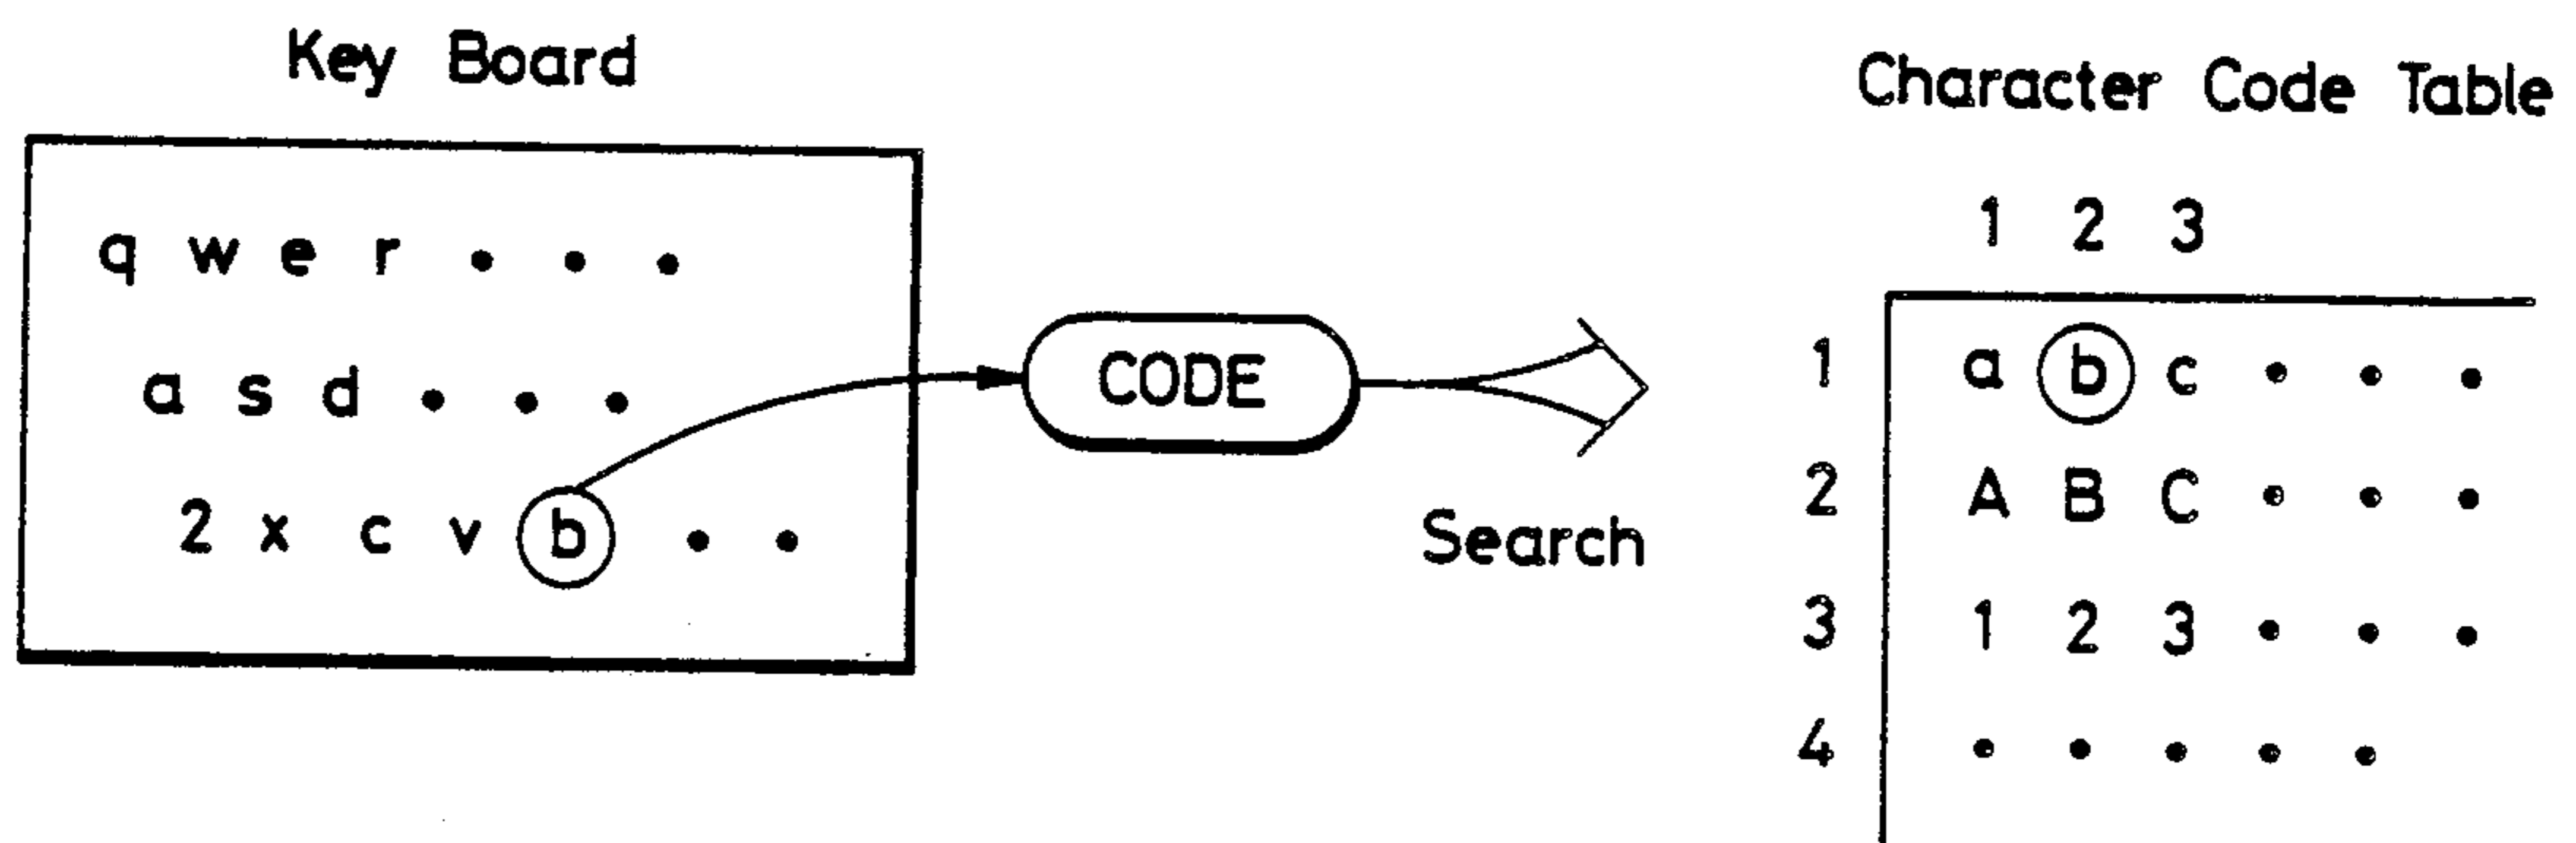 Key Board
q w e r • • •
a s d • • •
2 x c v b • •
CODE
Search
Character Code Table
1 2 3
1 a b c • • •
2 A B C • • •
3 1 2 3 • • •
4 • • • • •